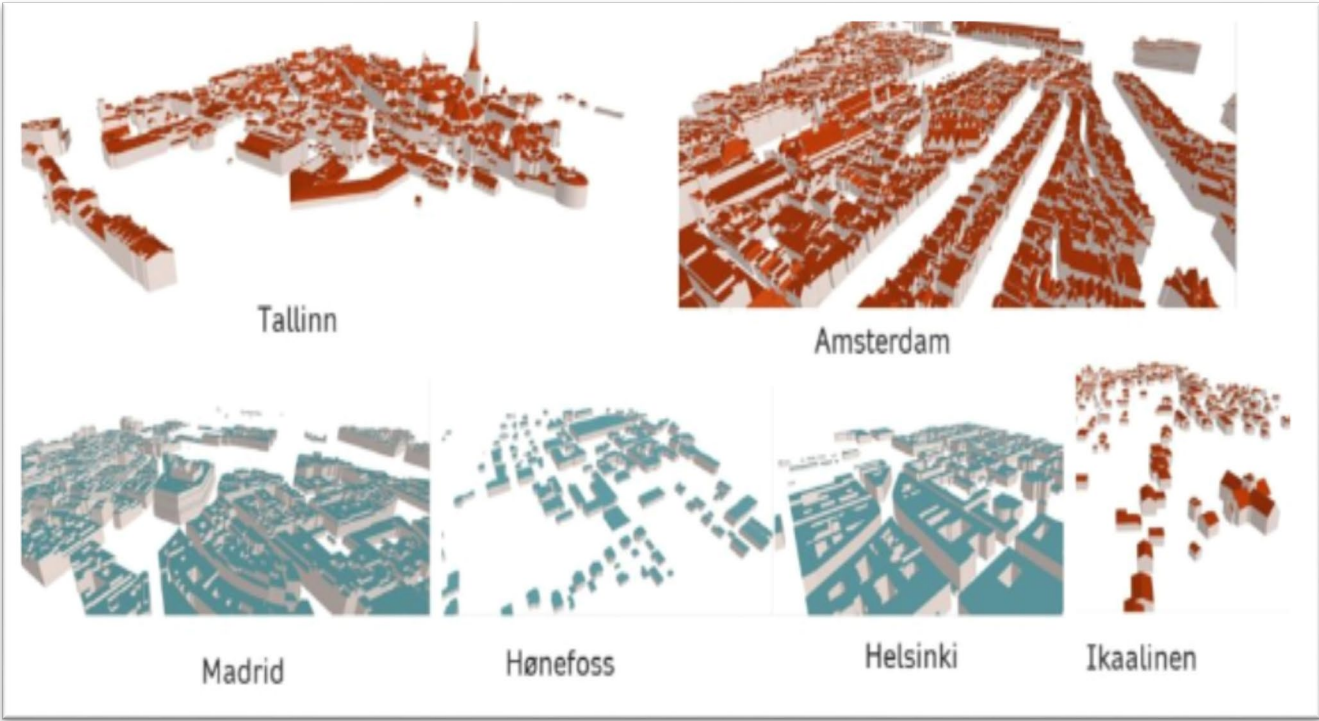 Tallinn
Amsterdam
Madrid
Hønefoss
Helsinki
Ikaalinen